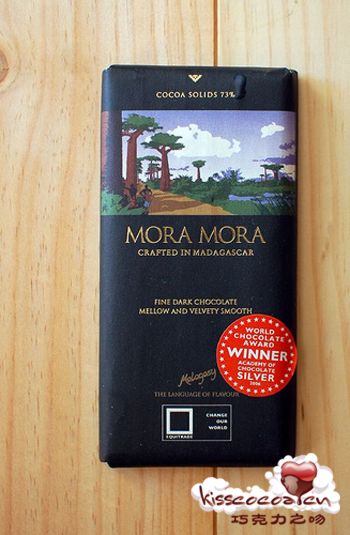 COCOA SOLIDS 73%
MORA MORA
CRAFTED IN MADAGASCAR
FINE DARK CHOCOLATE
MELLOW AND VELVETY SMOOTH
WORLD
CHOCOLATE
AWARD
WINNER
ACADEMY OF
CHOCOLATE
SILVER
2006
Malagasy
THE LANGUAGE OF FLAVOUR
EQUITRADE
CHANGE
OUR
WORLD
kisscocoa.cn
巧克力之吻